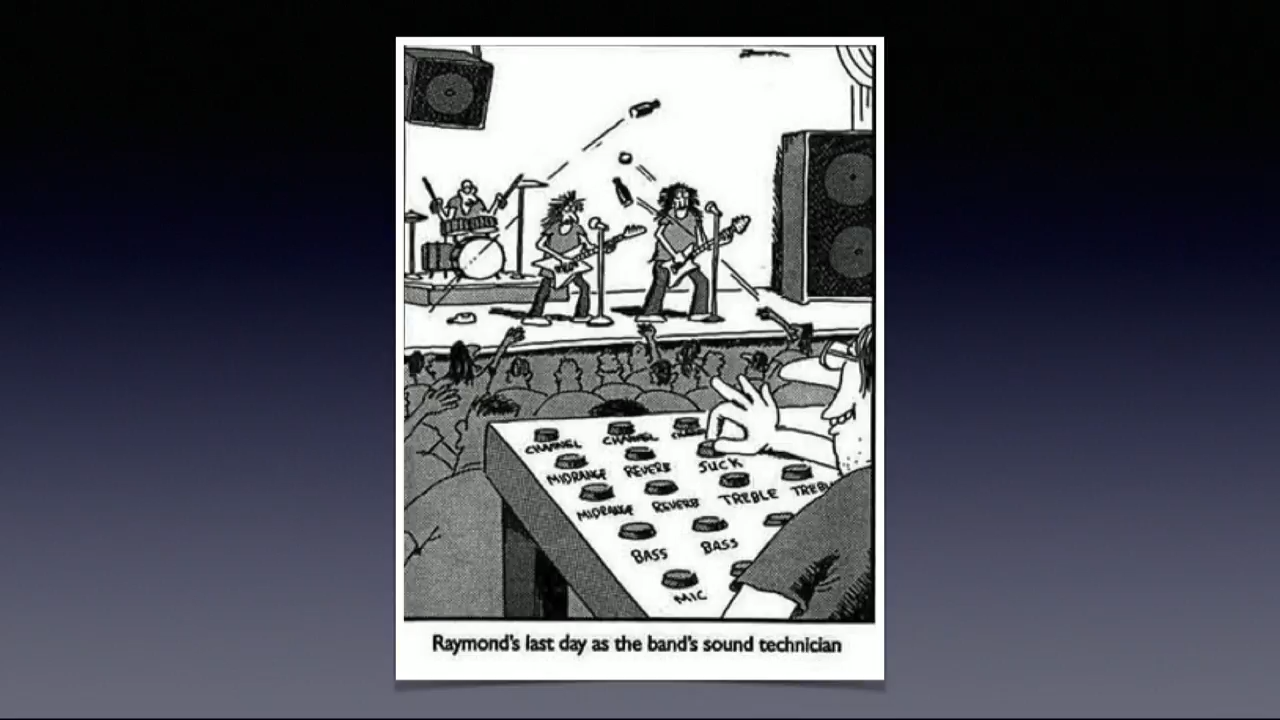 CHANNEL CHANNEL
MIDRANGE REVERB SUCK
MIDRANGE REVERB TREBLE
BASS BASS
MIC
Raymond's last day as the band's sound technician